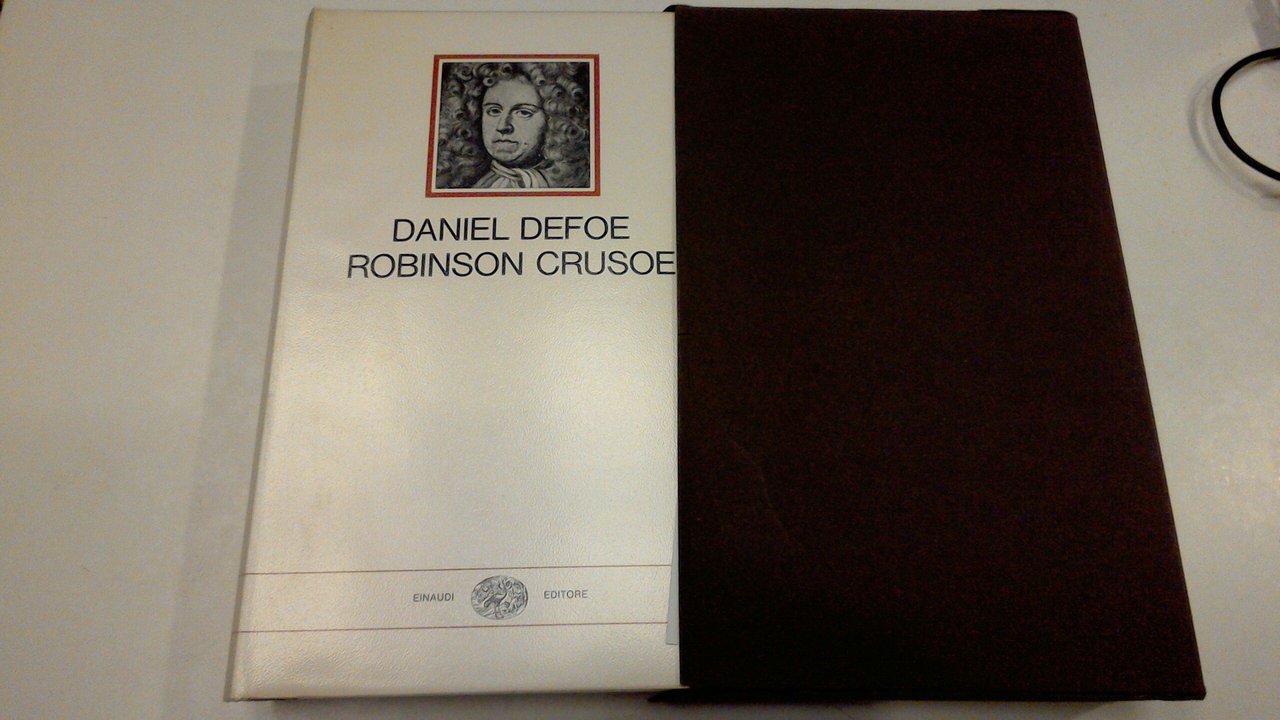 DANIEL DEFOE
ROBINSON CRUSOE
EINAUDI EDITORE